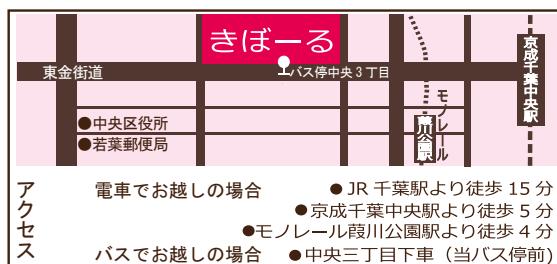 きぼーる
東金街道
バス停中央3丁目
京成千葉中央駅
モノレール
葭川公園駅
●中央区役所
●若葉郵便局
アクセス
電車でお越しの場合
●JR千葉駅より徒歩15分
●京成千葉中央駅より徒歩5分
●モノレール葭川公園駅より徒歩4分
バスでお越しの場合
●中央三丁目下車（当バス停前）